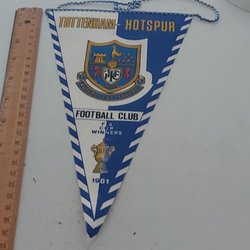 TOTTENHAM - HOTSPUR
FOOTBALL CLUB
F A
CUP
WINNERS
1981